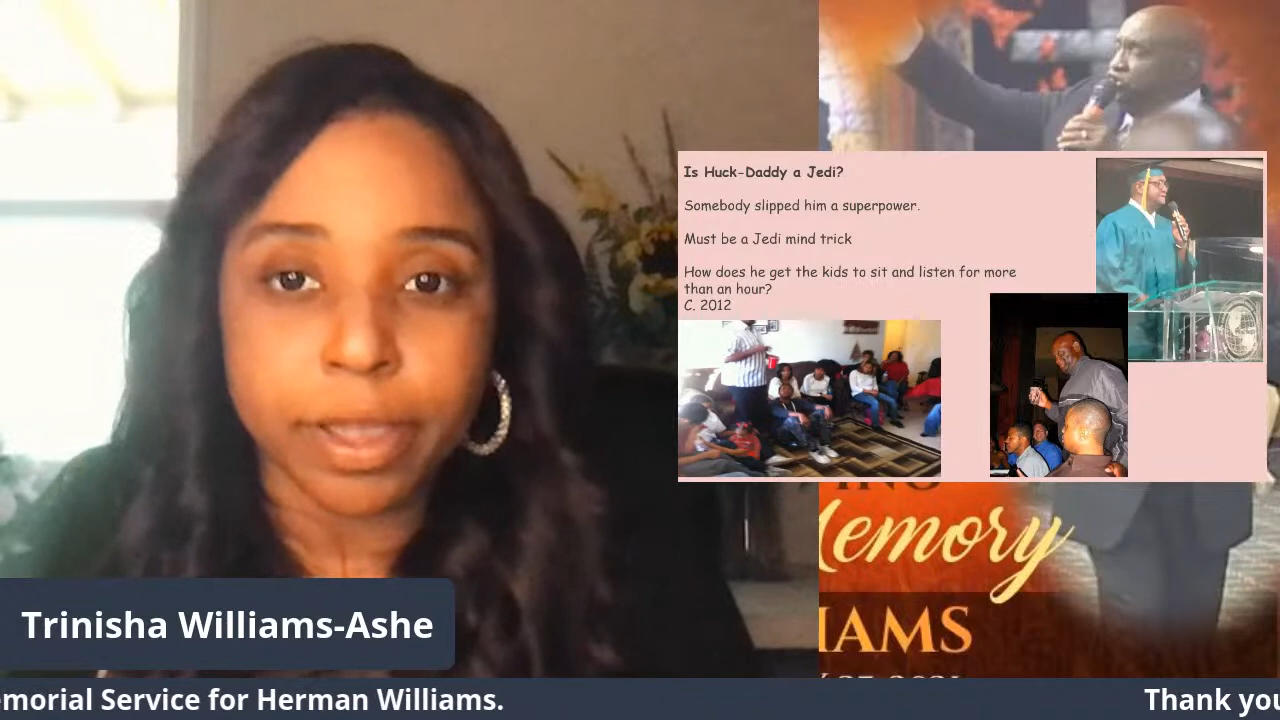 Is Huck-Daddy a Jedi?
Somebody slipped him a superpower.
Must be a Jedi mind trick
How does he get the kids to sit and listen for more
than an hour?
C. 2012
emory
IAMS
Trinisha Williams-Ashe
emorial Service for Herman Williams.
Thank you